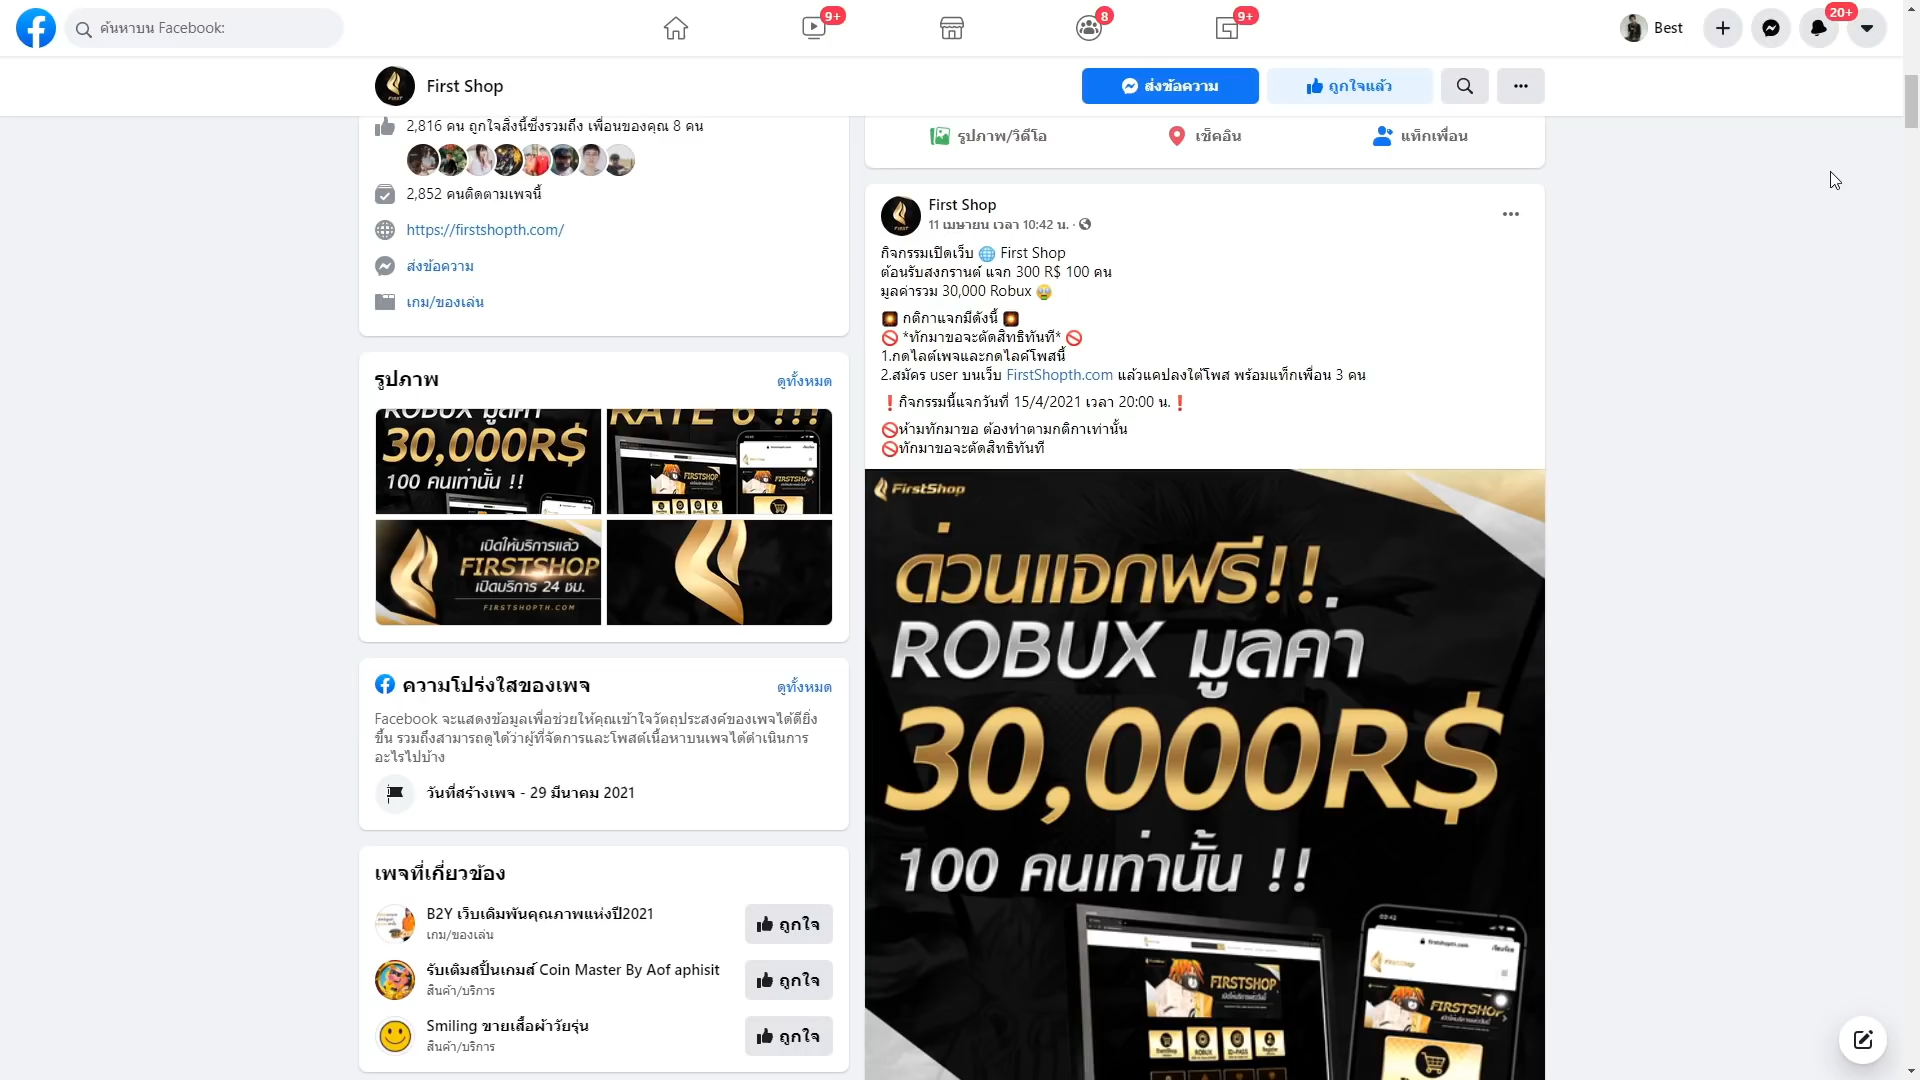 ค้นหาบน Facebook:
9+
8
9+
Best
20+
First Shop
ส่งข้อความ
ถูกใจแล้ว
2,816 คน ถูกใจสิ่งนี้ซึ่งรวมถึง เพื่อนของคุณ 8 คน
2,852 คนติดตามเพจนี้
https://firstshopth.com/
ส่งข้อความ
เกม/ของเล่น
รูปภาพ
ดูทั้งหมด
ROBUX มูลค่า
30,000R$
100 คนเท่านั้น !!
RATE 6 !!!
FIRSTSHOP
เปิดให้บริการแล้ว
FIRSTSHOP
เปิดบริการ 24 ชม.
FIRSTSHOPTH.COM
ความโปร่งใสของเพจ
ดูทั้งหมด
Facebook จะแสดงข้อมูลเพื่อช่วยให้คุณเข้าใจวัตถุประสงค์ของเพจได้ดียิ่ง
ขึ้น รวมถึงสามารถดูได้ว่าผู้ที่จัดการและโพสต์เนื้อหาบนเพจได้ดำเนินการ
อะไรไปบ้าง
วันที่สร้างเพจ - 29 มีนาคม 2021
เพจที่เกี่ยวข้อง
B2Y เว็บเติมพันคุณภาพแห่งปี2021
เกม/ของเล่น
ถูกใจ
รับเติมสปินเกมส์ Coin Master By Aof aphisit
สินค้า/บริการ
ถูกใจ
Smiling ขายเสื้อผ้าวัยรุ่น
สินค้า/บริการ
ถูกใจ
รูปภาพ/วิดีโอ
เช็คอิน
แท็กเพื่อน
First Shop
11 เมษายน เวลา 10:42 น. ·
กิจกรรมเปิดเว็บ 🌐 First Shop
ต้อนรับสงกรานต์ แจก 300 R$ 100 คน
มูลค่ารวม 30,000 Robux 🤑
กติกาแจกมีดังนี้
🚫 *ทักมาขอจะตัดสิทธิทันที* 🚫
1.กดไลต์เพจและกดไลค์โพสนี้
2.สมัคร user บนเว็บ FirstShopth.com แล้วแคปลงใต้โพส พร้อมแท็กเพื่อน 3 คน
❗กิจกรรมนี้แจกวันที่ 15/4/2021 เวลา 20:00 น.❗
🚫ห้ามทักมาขอ ต้องทำตามกติกาเท่านั้น
🚫ทักมาขอจะตัดสิทธิทันที
FirstShop
ด่วนแจกฟรี!!
ROBUX มูลค่า
30,000R$
100 คนเท่านั้น !!
FIRSTSHOP
03:42
firstshopth.com
FIRSTSHOP